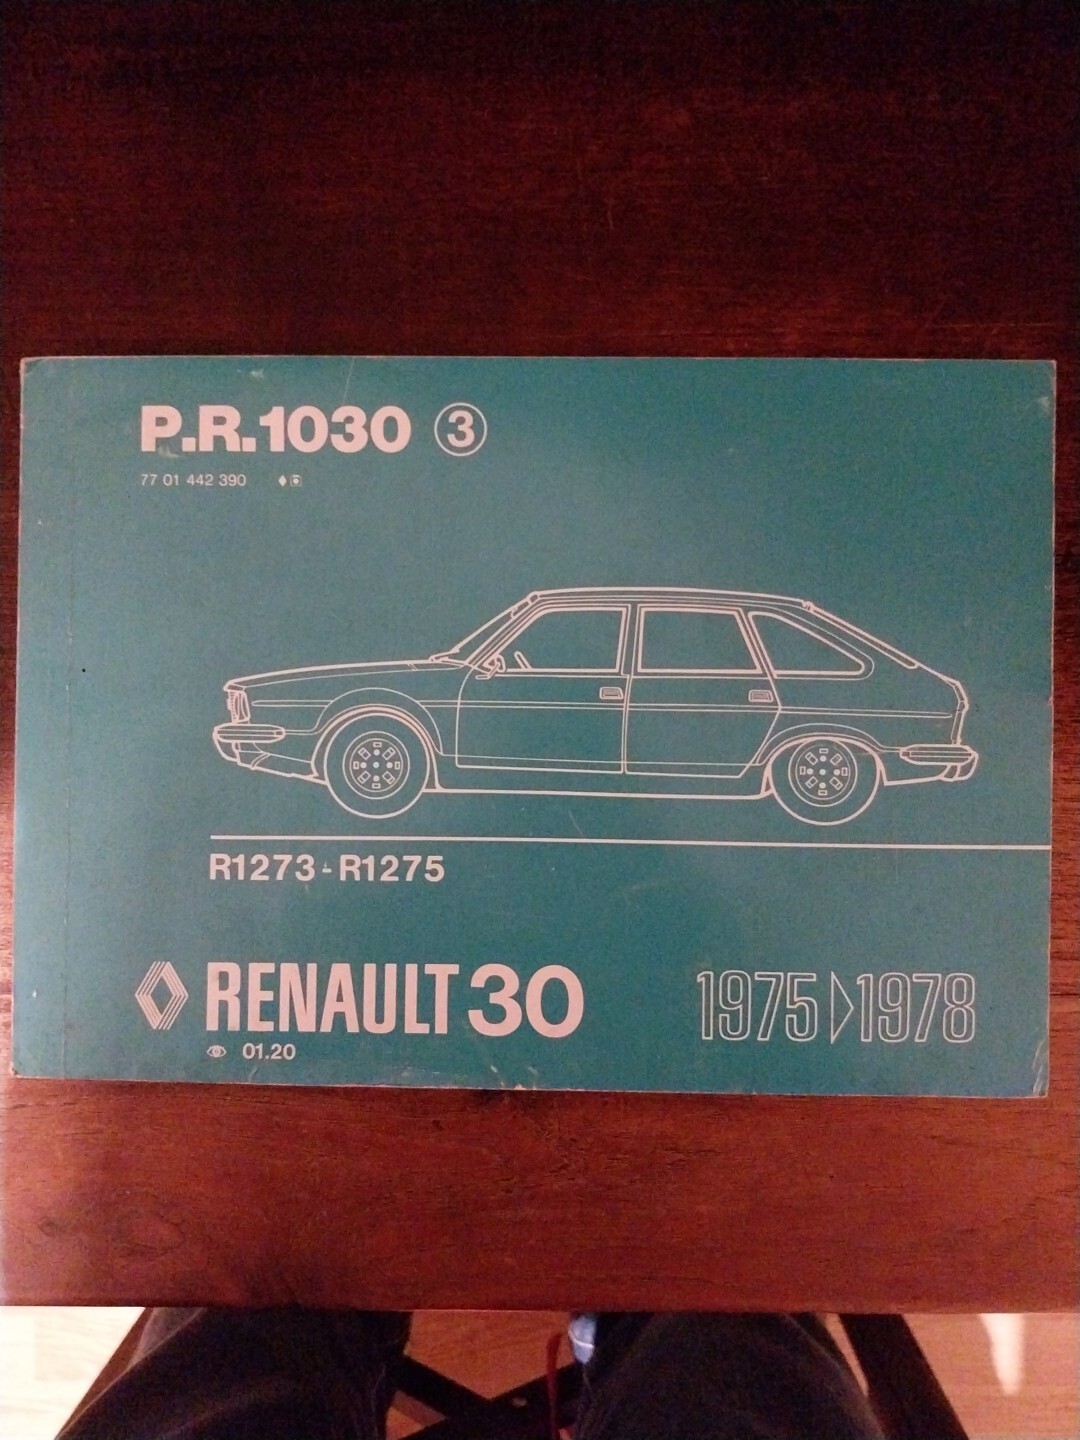 P.R.1030 ③
77 01 442 390
R1273-R1275
RENAULT 30
1975▷1978
01.20